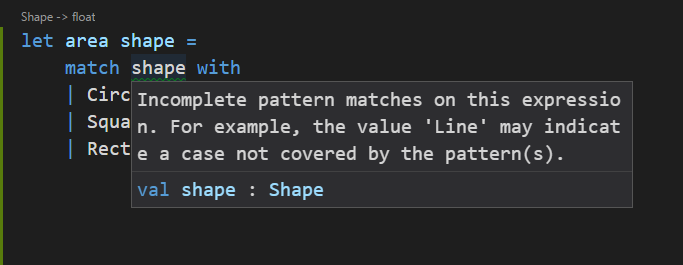 Shape -> float
let area shape =
match shape with
| Circ
| Squa
| Rect
Incomplete pattern matches on this expressio
n. For example, the value 'Line' may indicat
e a case not covered by the pattern(s).
val shape : Shape